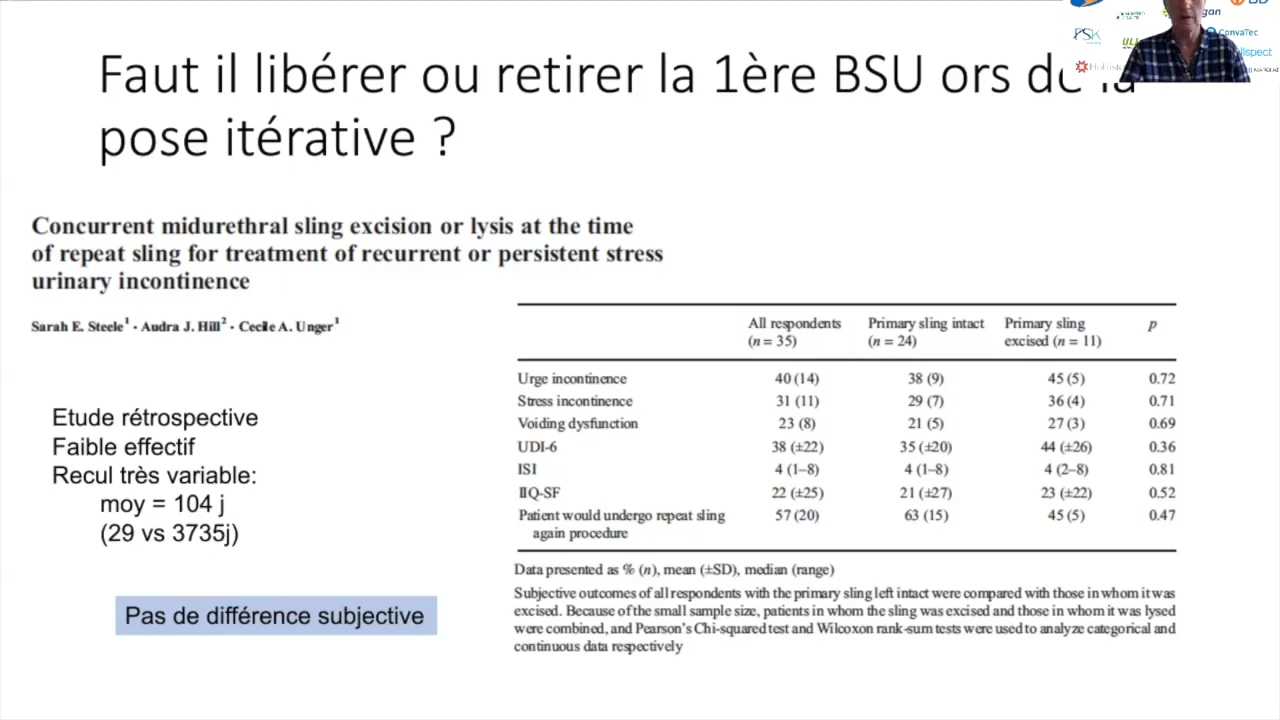 Faut il libérer ou retirer la 1ère BSU ors de la
pose itérative ?
PSK
ConvaTec
Concurrent midurethral sling excision or lysis at the time
of repeat sling for treatment of recurrent or persistent stress
urinary incontinence
Sarah E. Steele¹ · Audra J. Hill² · Cecile A. Unger¹
Etude rétrospective
Faible effectif
Recul très variable:
moy = 104 j
(29 vs 3735j)
Pas de différence subjective
All respondents (n = 35) Primary sling intact (n = 24) Primary sling excised (n = 11) p
Urge incontinence 40 (14) 38 (9) 45 (5) 0.72
Stress incontinence 31 (11) 29 (7) 36 (4) 0.71
Voiding dysfunction 23 (8) 21 (5) 27 (3) 0.69
UDI-6 38 (±22) 35 (±20) 44 (±26) 0.36
ISI 4 (1–8) 4 (1–8) 4 (2–8) 0.81
IIQ-SF 22 (±25) 21 (±27) 23 (±22) 0.52
Patient would undergo repeat sling 57 (20) 63 (15) 45 (5) 0.47
again procedure
Data presented as % (n), mean (±SD), median (range)
Subjective outcomes of all respondents with the primary sling left intact were compared with those in whom it was
excised. Because of the small sample size, patients in whom the sling was excised and those in whom it was lysed
were combined, and Pearson's Chi-squared test and Wilcoxon rank-sum tests were used to analyze categorical and
continuous data respectively